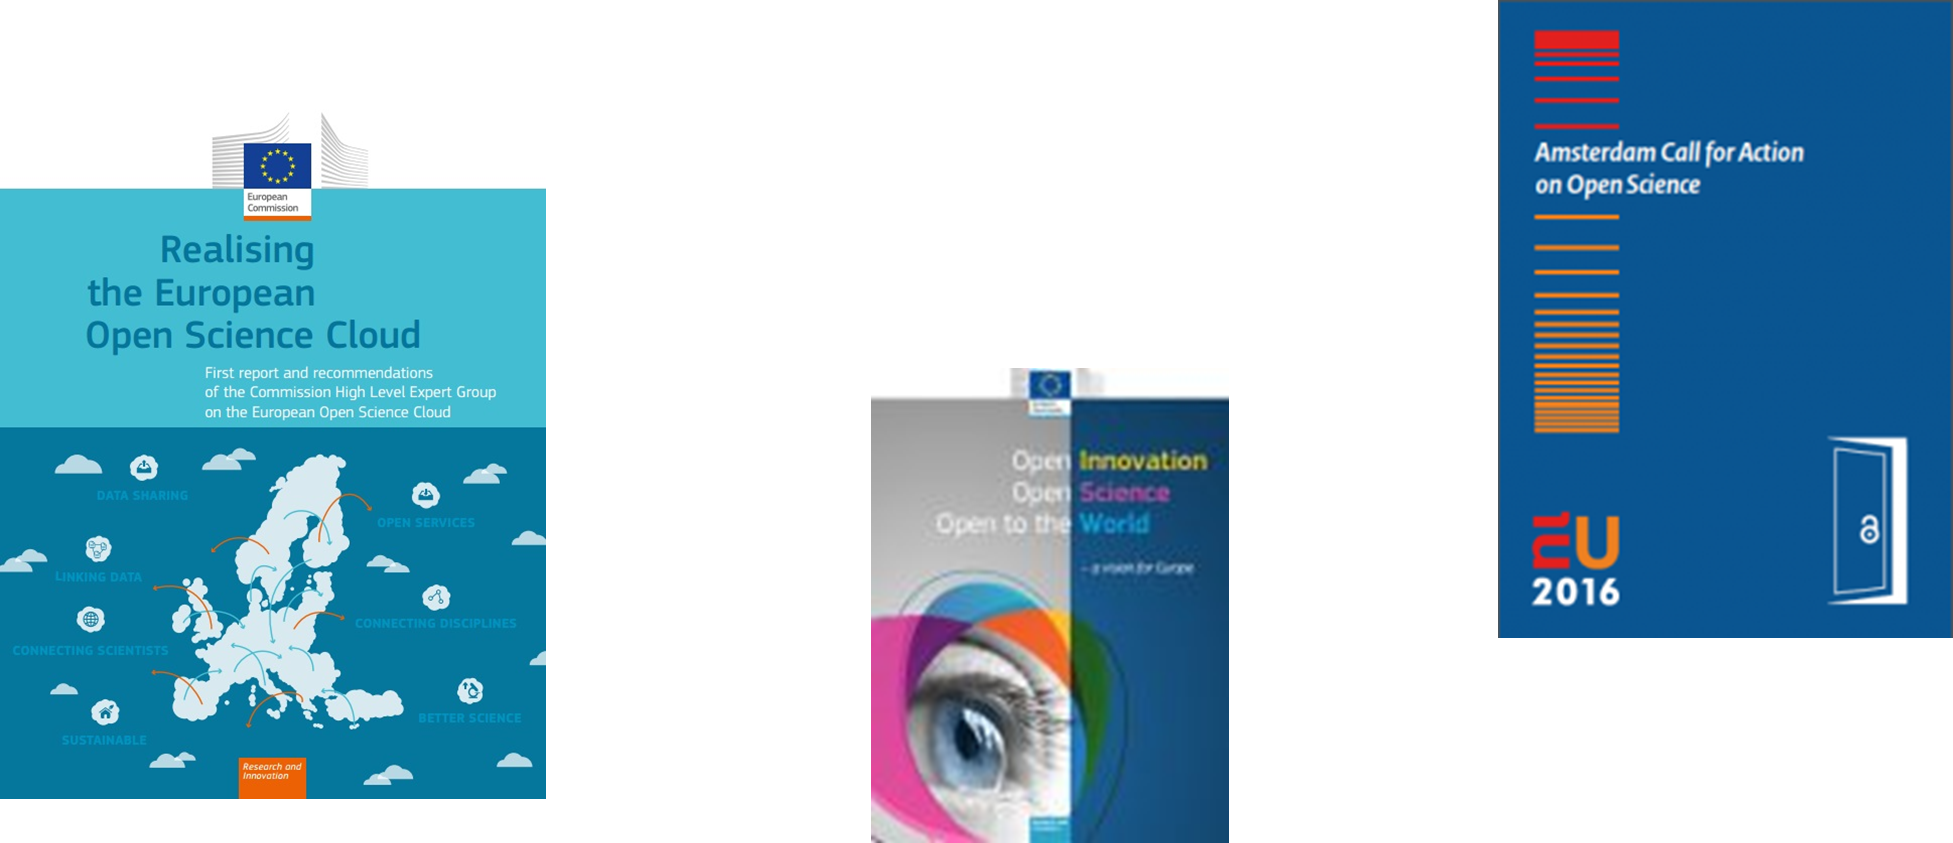 European
Commission
Realising
the European
Open Science Cloud
First report and recommendations
of the Commission High Level Expert Group
on the European Open Science Cloud
DATA SHARING
OPEN SERVICES
LINKING DATA
CONNECTING DISCIPLINES
CONNECTING SCIENTISTS
BETTER SCIENCE
SUSTAINABLE
Research and
Innovation
Open Innovation
Open Science
Open to the World
– a vision for Europe
Amsterdam Call for Action
on Open Science
nlU
2016